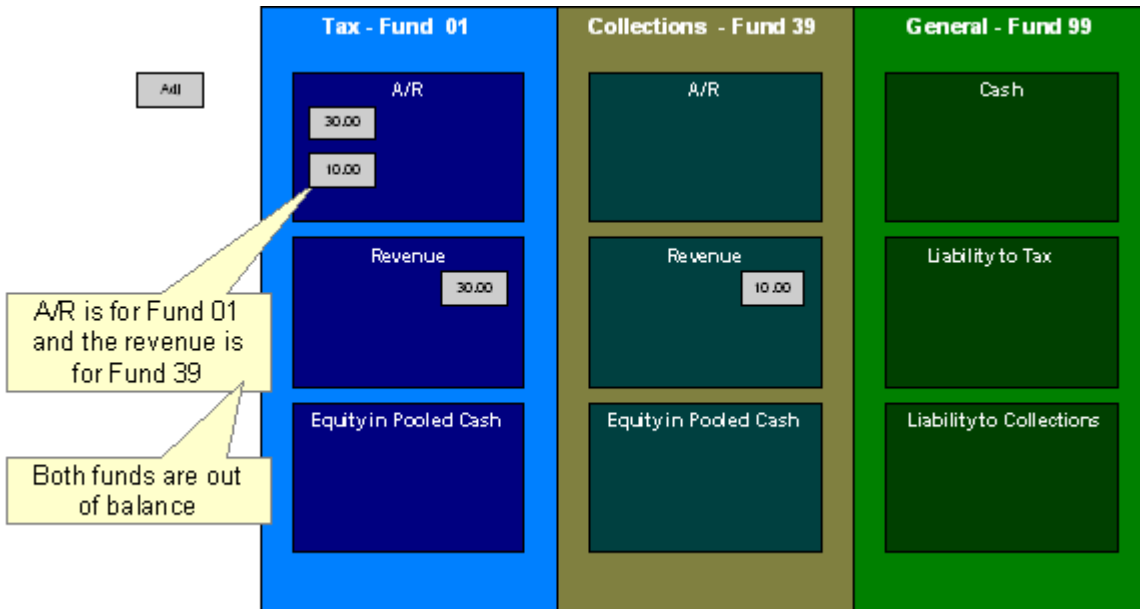 Tax - Fund 01
Collections - Fund 39
General - Fund 99
Adj
A/R
30.00
10.00
A/R
Cash
Revenue
30.00
Revenue
10.00
Liability to Tax
A/R is for Fund 01
and the revenue is
for Fund 39
Equity in Pooled Cash
Equity in Pooled Cash
Liability to Collections
Both funds are out
of balance